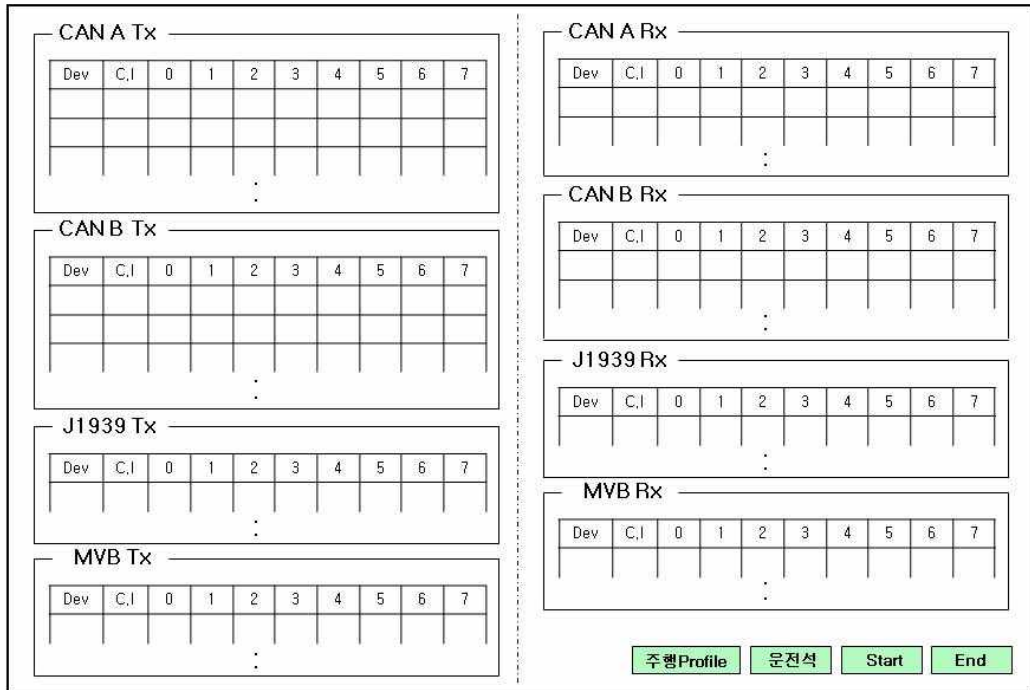 CAN A Tx
Dev C,I 0 1 2 3 4 5 6 7
:
CAN B Tx
Dev C,I 0 1 2 3 4 5 6 7
:
J1939 Tx
Dev C,I 0 1 2 3 4 5 6 7
:
MVB Tx
Dev C,I 0 1 2 3 4 5 6 7
:
CAN A Rx
Dev C,I 0 1 2 3 4 5 6 7
:
CAN B Rx
Dev C,I 0 1 2 3 4 5 6 7
:
J1939 Rx
Dev C,I 0 1 2 3 4 5 6 7
:
MVB Rx
Dev C,I 0 1 2 3 4 5 6 7
:
주행Profile 운전석 Start End